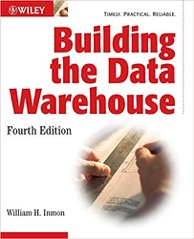 WILEY
TIMELY. PRACTICAL. RELIABLE.
Building
the Data
Warehouse
Fourth Edition
William H. Inmon